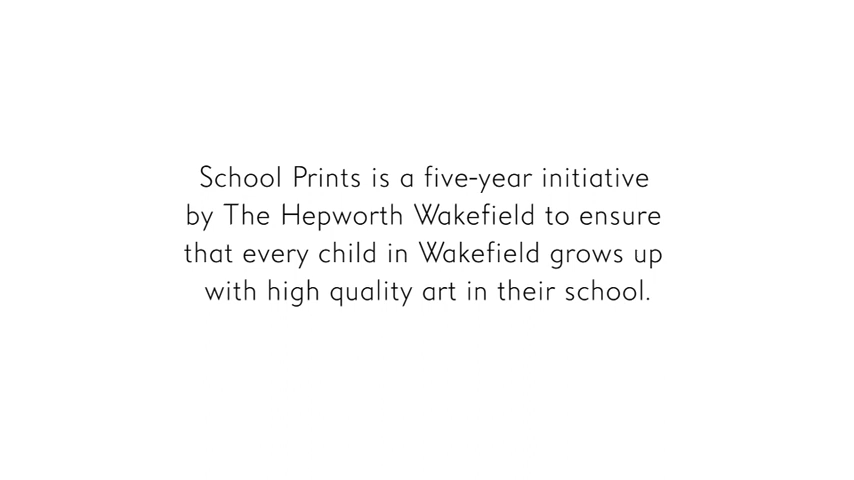 School Prints is a five-year initiative
by The Hepworth Wakefield to ensure
that every child in Wakefield grows up
with high quality art in their school.